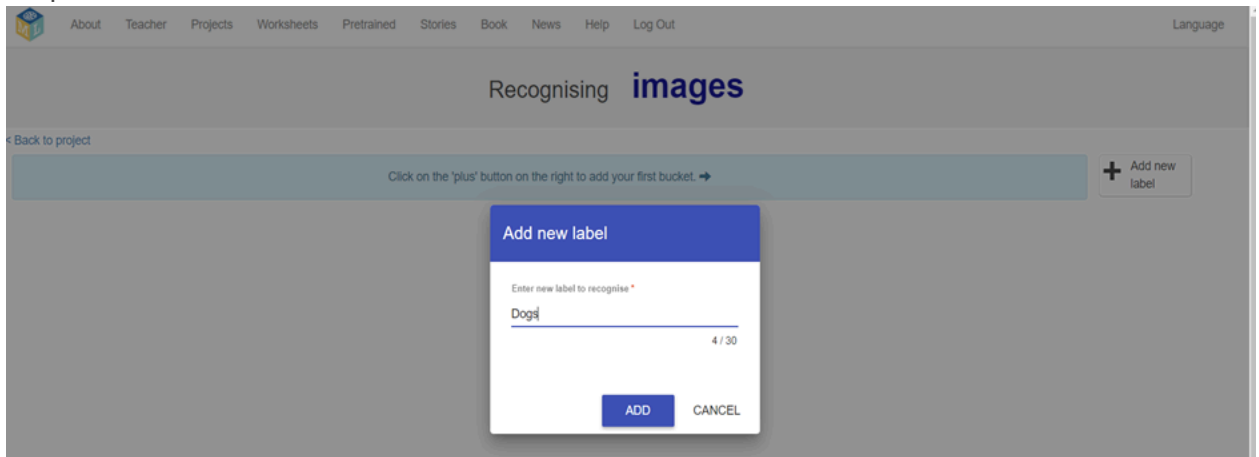 About Teacher Projects Worksheets Pretrained Stories Book News Help Log Out Language
Recognising images
< Back to project
Click on the 'plus' button on the right to add your first bucket. ➔
+ Add new
label
Add new label
Enter new label to recognise *
Dogs
4 / 30
ADD CANCEL